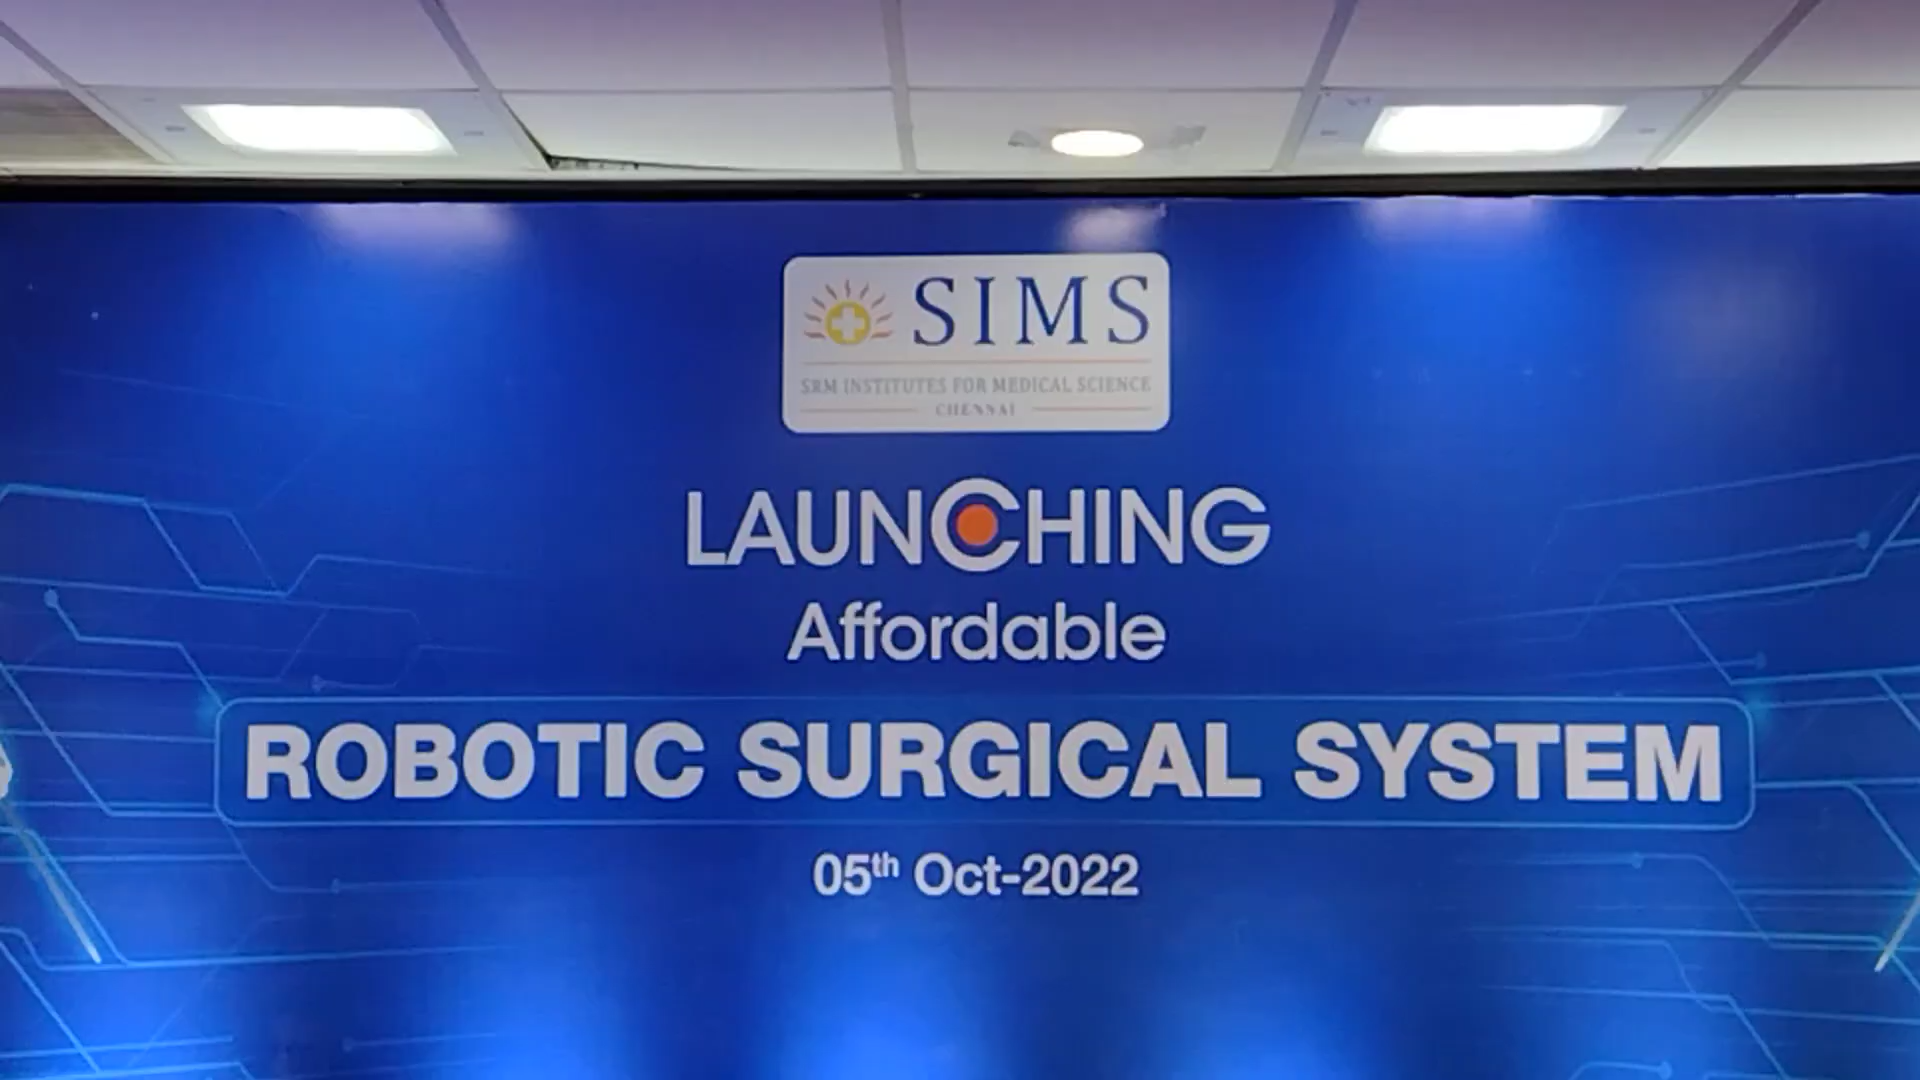 SIMS
SRM INSTITUTES FOR MEDICAL SCIENCE
CHENNAI
LAUNCHING
Affordable
ROBOTIC SURGICAL SYSTEM
05th Oct-2022